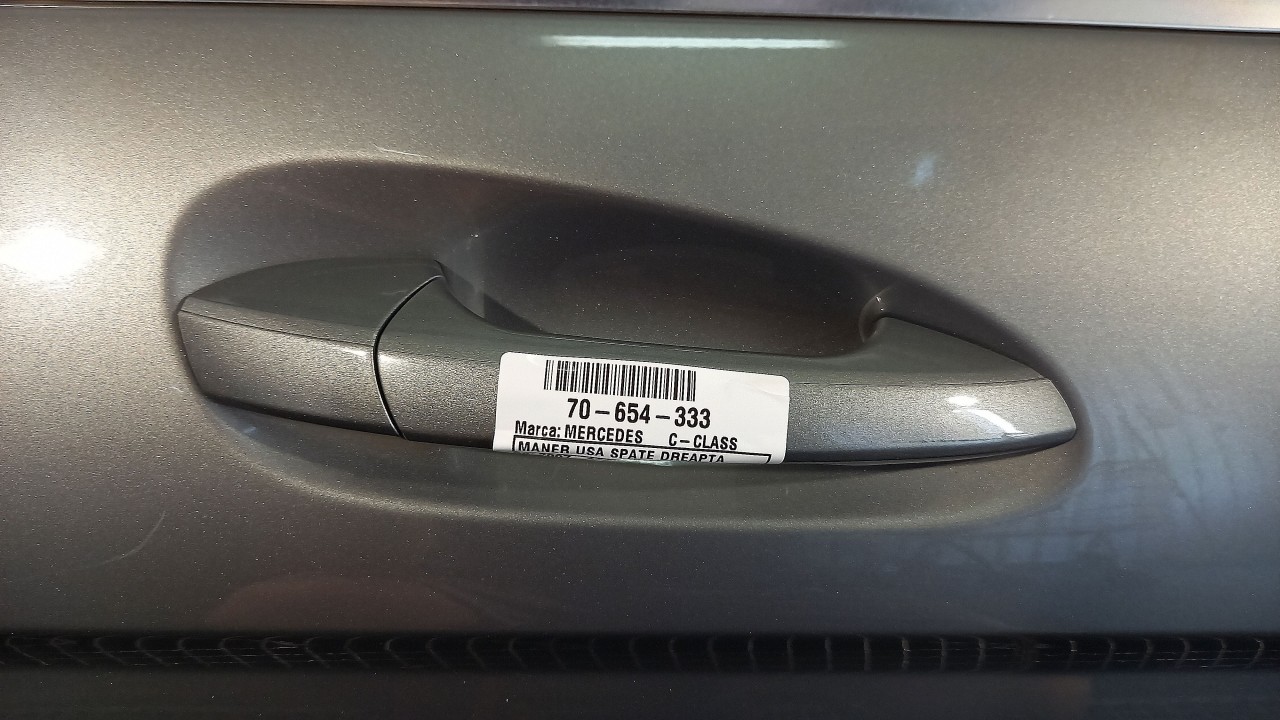 70-654-333
Marca: MERCEDES C-CLASS
MANER USA SPATE DREAPTA